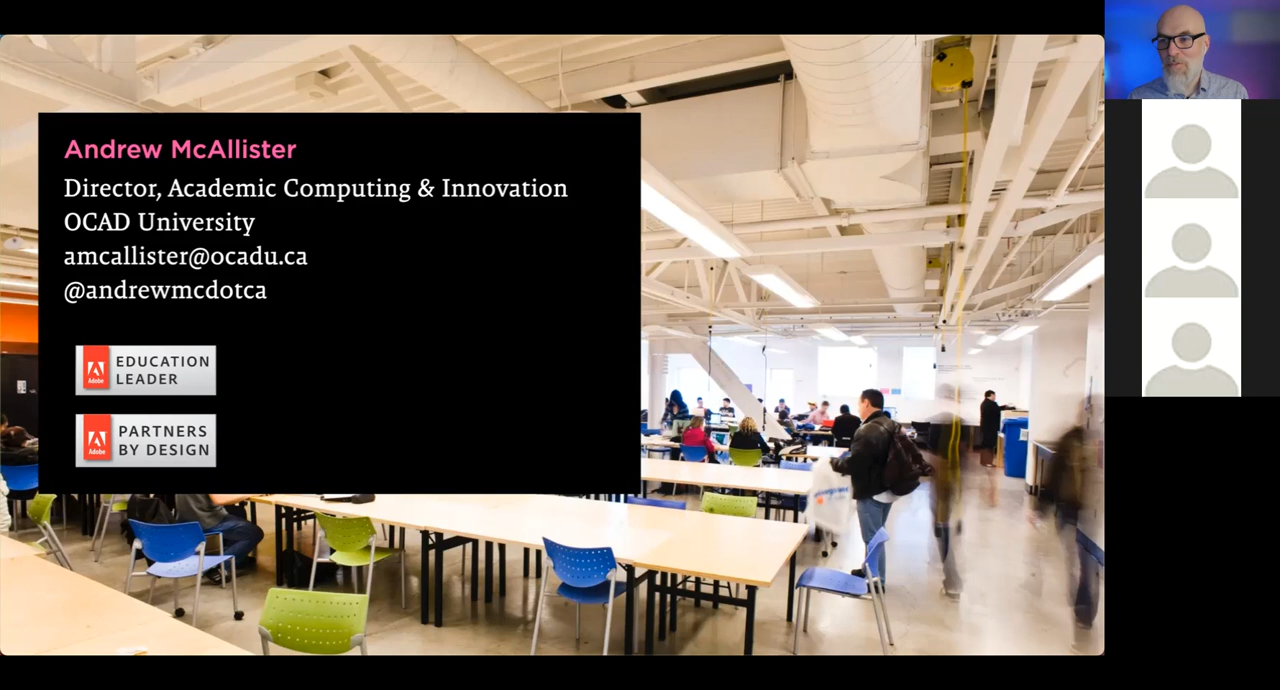 Andrew McAllister
Director, Academic Computing & Innovation
OCAD University
amcallister@ocadu.ca
@andrewmcdotca
Adobe
EDUCATION
LEADER
Adobe
PARTNERS
BY DESIGN